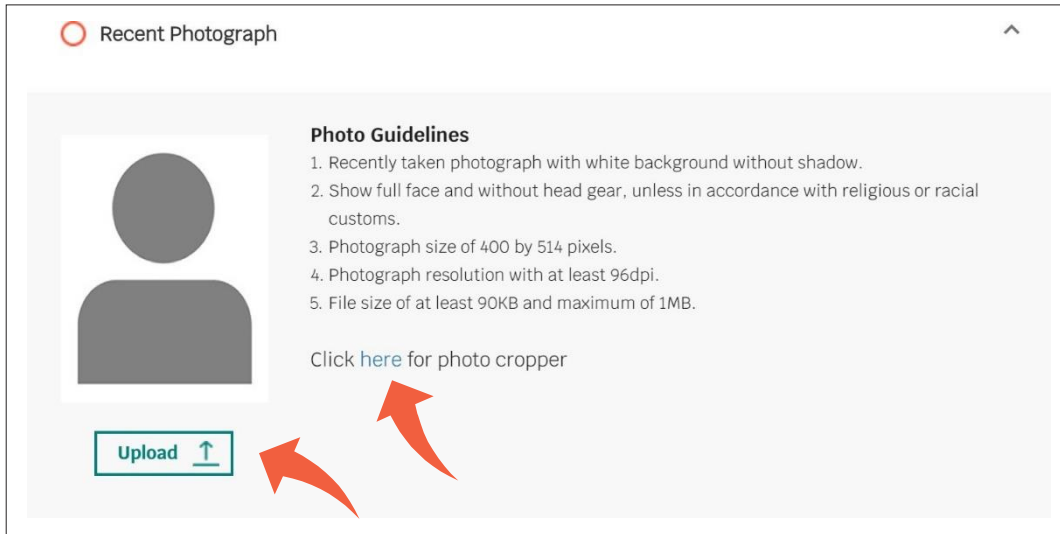 Recent Photograph
Photo Guidelines
1. Recently taken photograph with white background without shadow.
2. Show full face and without head gear, unless in accordance with religious or racial
customs.
3. Photograph size of 400 by 514 pixels.
4. Photograph resolution with at least 96dpi.
5. File size of at least 90KB and maximum of 1MB.
Click here for photo cropper
Upload